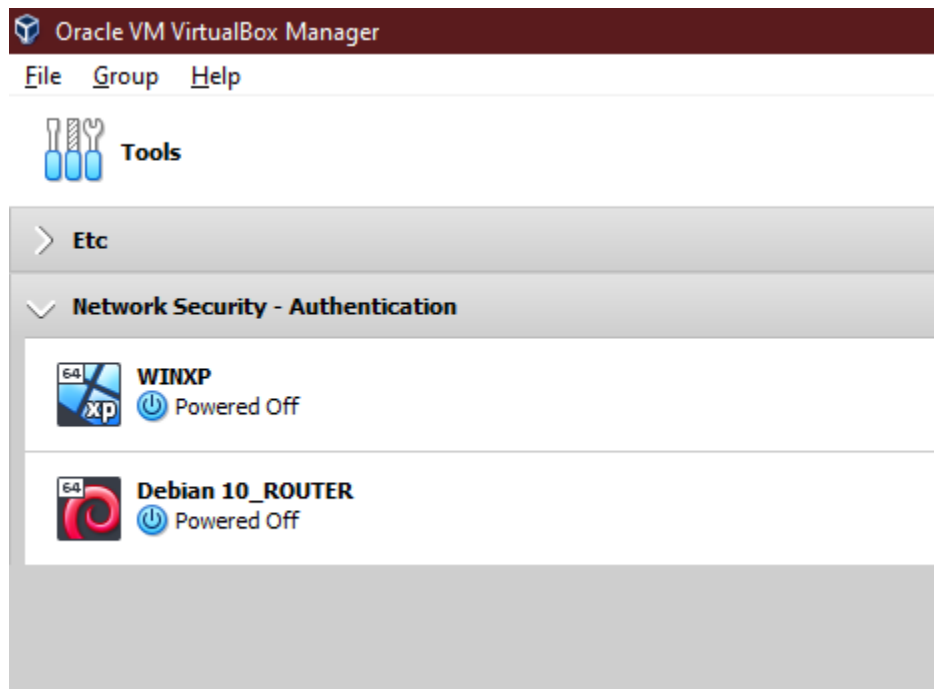 Oracle VM VirtualBox Manager
File Group Help
Tools
Etc
Network Security - Authentication
64
xp
WINXP
Powered Off
64
Debian 10_ROUTER
Powered Off